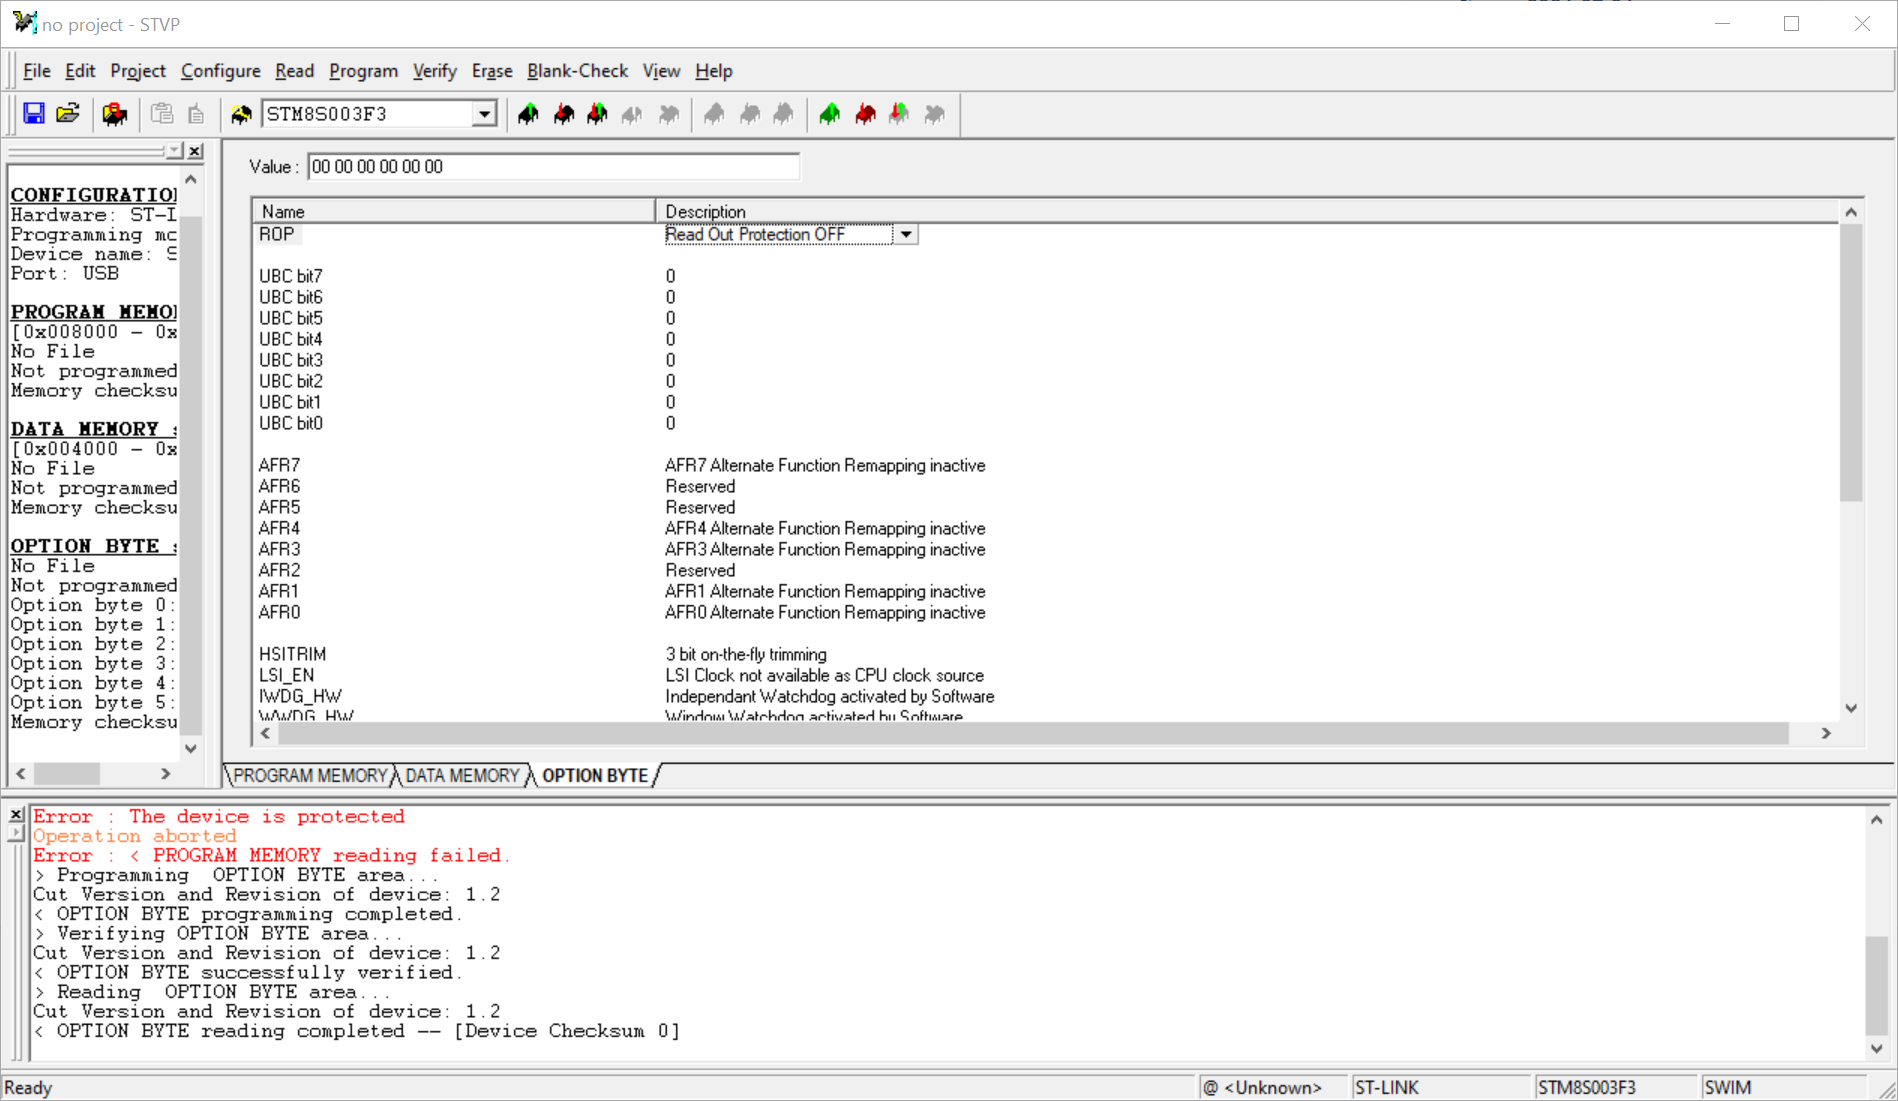 no project - STVP
File Edit Project Configure Read Program Verify Erase Blank-Check View Help
STM8S003F3
CONFIGURATION
Hardware: ST-L
Programming mo
Device name: S
Port: USB
PROGRAM MEMO
[0x008000 - 0x
No File
Not programmed
Memory checksu
DATA MEMORY s
[0x004000 - 0x
No File
Not programmed
Memory checksu
OPTION BYTE s
No File
Not programmed
Option byte 0:
Option byte 1:
Option byte 2:
Option byte 3:
Option byte 4:
Option byte 5:
Memory checksu
Value : 00 00 00 00 00 00
Name Description
ROP Read Out Protection OFF
UBC bit7 0
UBC bit6 0
UBC bit5 0
UBC bit4 0
UBC bit3 0
UBC bit2 0
UBC bit1 0
UBC bit0 0
AFR7 AFR7 Alternate Function Remapping inactive
AFR6 Reserved
AFR5 Reserved
AFR4 AFR4 Alternate Function Remapping inactive
AFR3 AFR3 Alternate Function Remapping inactive
AFR2 Reserved
AFR1 AFR1 Alternate Function Remapping inactive
AFR0 AFR0 Alternate Function Remapping inactive
HSITRIM 3 bit on-the-fly trimming
LSI_EN LSI Clock not available as CPU clock source
IWDG_HW Independant Watchdog activated by Software
WWDG_HW Window Watchdog activated by Software
PROGRAM MEMORY DATA MEMORY OPTION BYTE
Error : The device is protected
Operation aborted
Error : < PROGRAM MEMORY reading failed.
> Programming  OPTION BYTE area...
Cut Version and Revision of device: 1.2
< OPTION BYTE programming completed.
> Verifying OPTION BYTE area...
Cut Version and Revision of device: 1.2
< OPTION BYTE successfully verified.
> Reading  OPTION BYTE area...
Cut Version and Revision of device: 1.2
< OPTION BYTE reading completed -- [Device Checksum 0]
Ready @ <Unknown> ST-LINK STM8S003F3 SWIM